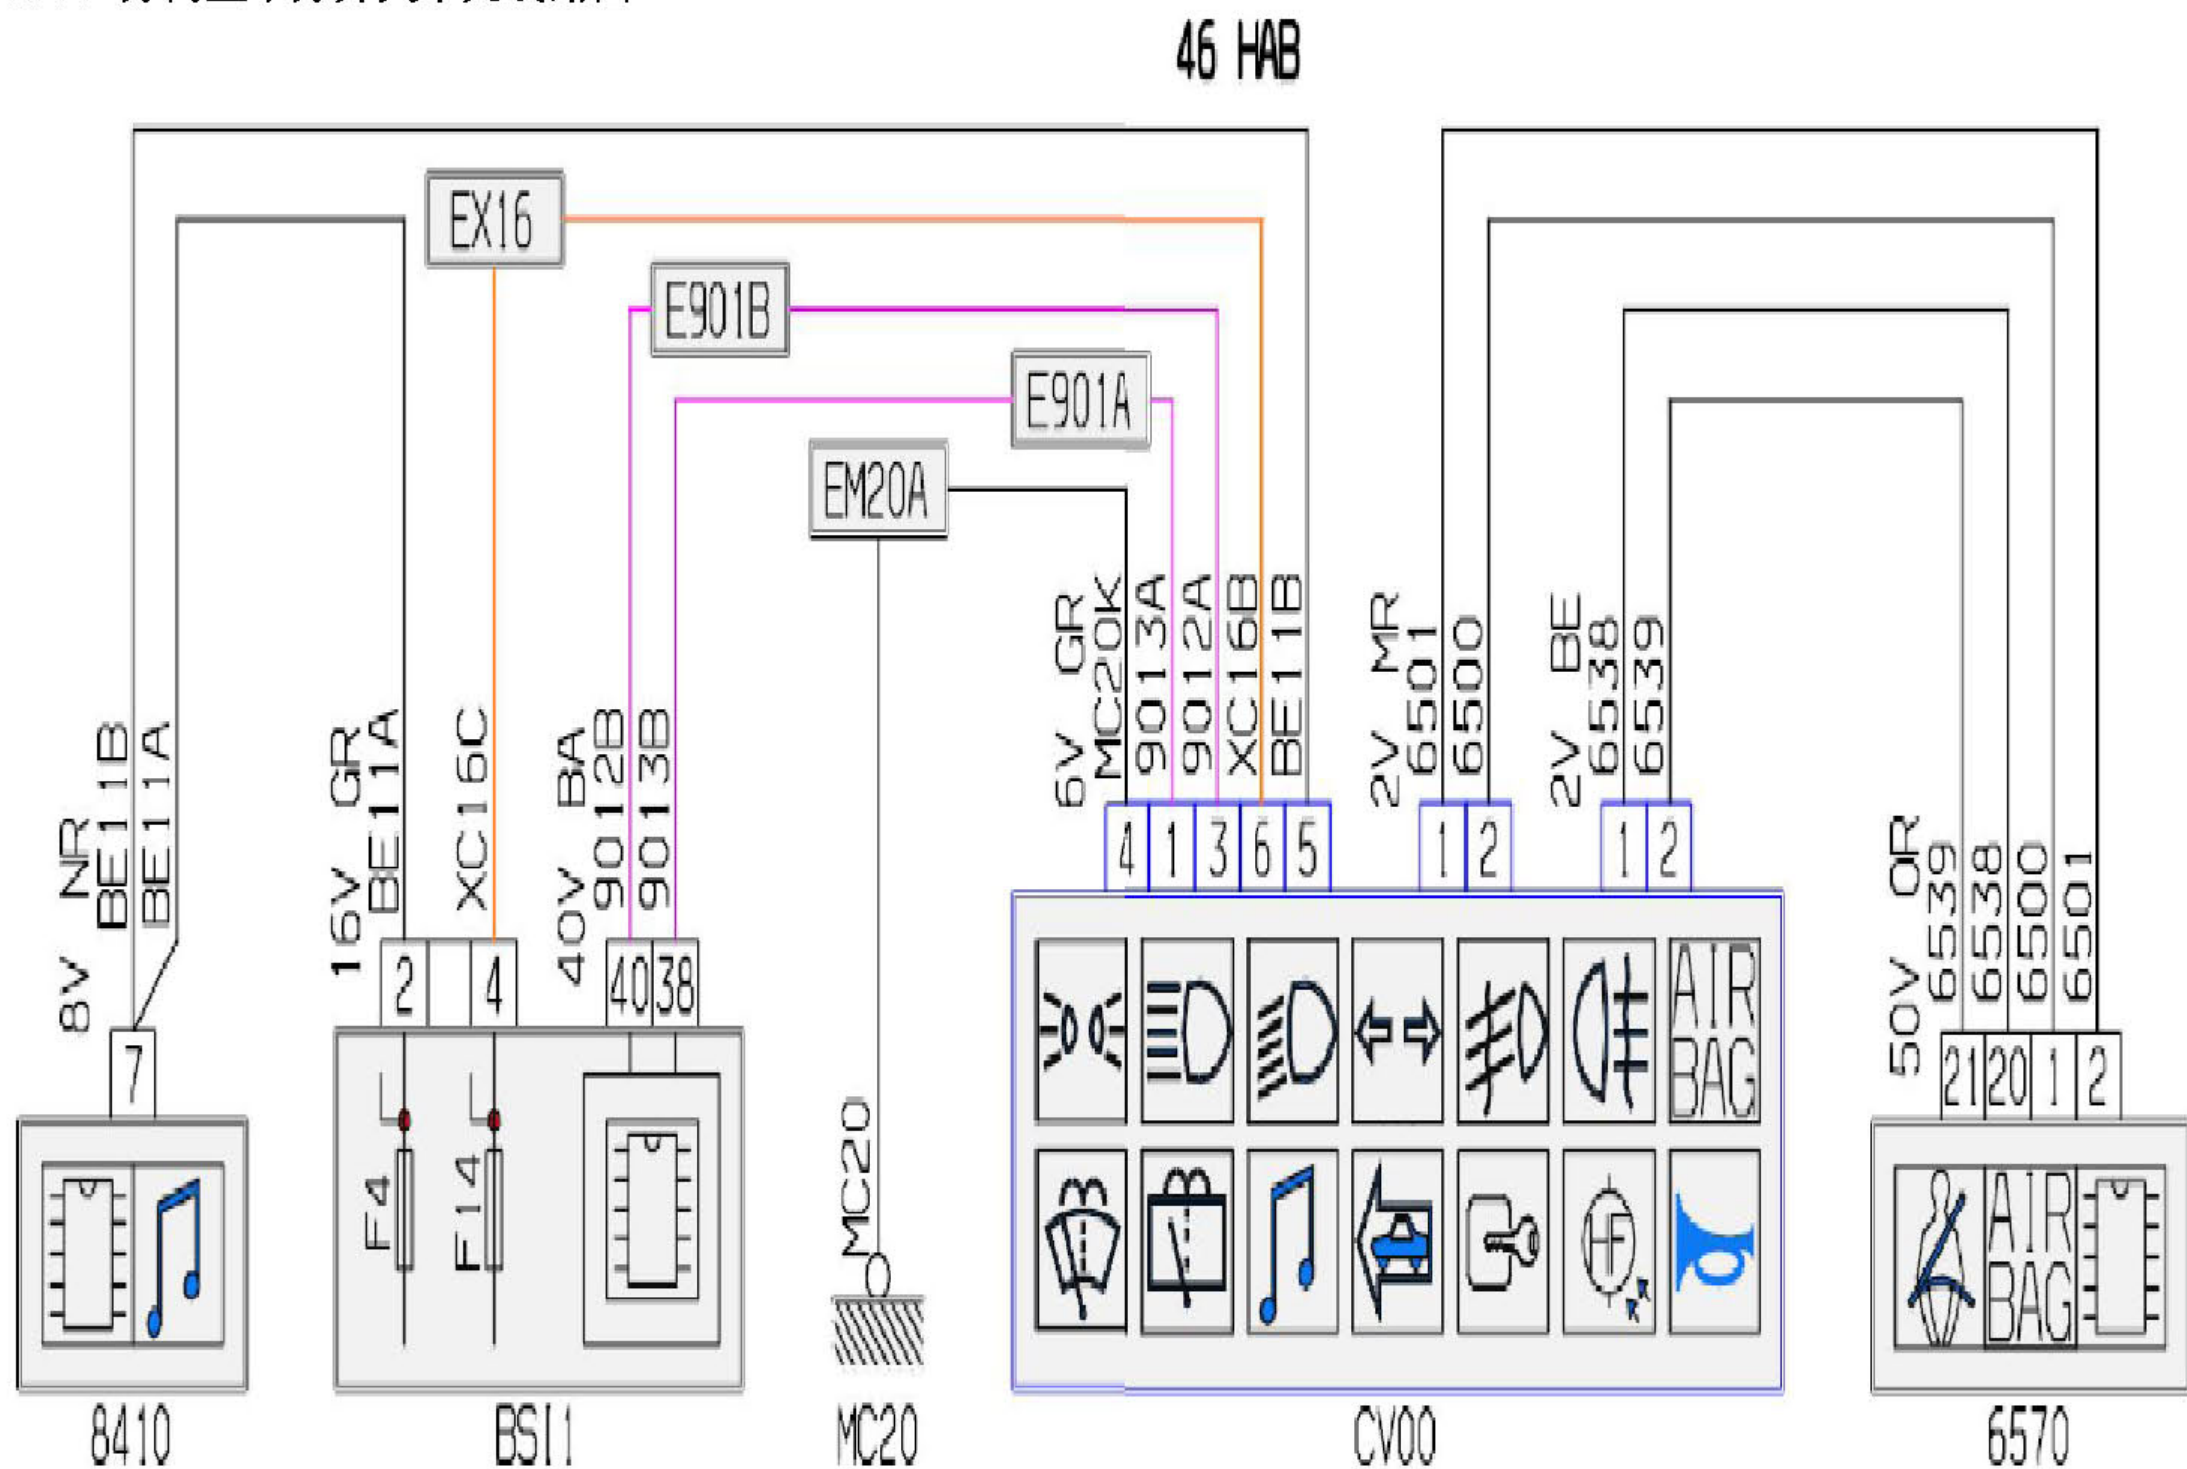 46 HAB
EX16
E901B
E901A
EM20A
8V NR
BE11B
BE11A
16V GR
BE11A
XC16C
40V BA
9012B
9013B
6V GR
MC20K
9013A
9012A
XC16B
BE11B
2V MR
6501
6500
2V BE
6538
6539
50V OR
6539
6538
6500
6501
7
2
4
40
38
4
1
3
6
5
1
2
1
2
21
20
1
2
F4
F14
MC20
AIR
BAG
HF
AIR
BAG
8410
BSI1
MC20
CV00
6570